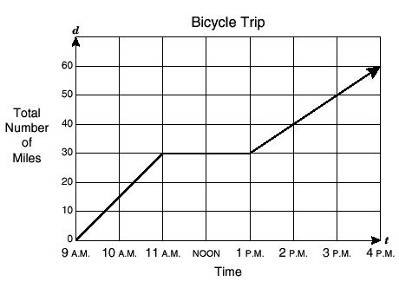 Bicycle Trip
d
60
50
40
30
20
10
0
Total
Number
of
Miles
t
9 A.M. 10 A.M. 11 A.M. NOON 1 P.M. 2 P.M. 3 P.M. 4 P.M.
Time